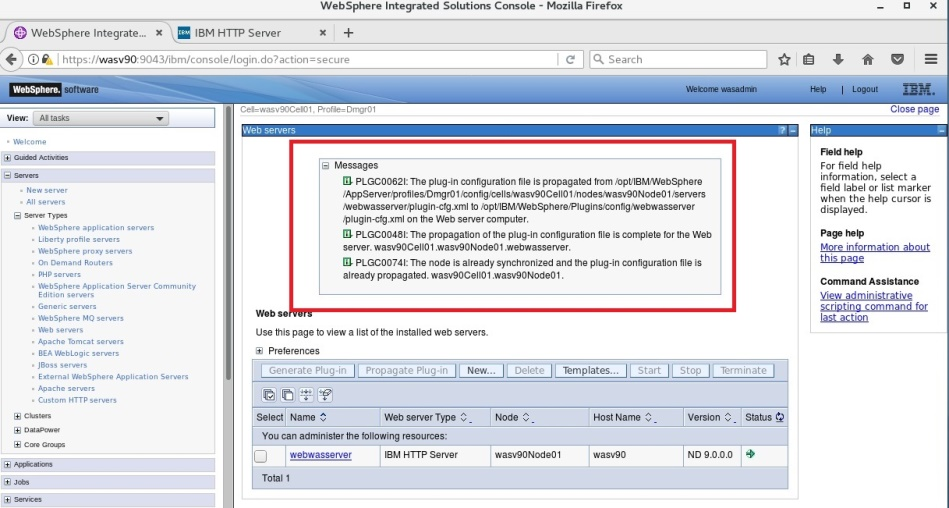 WebSphere Integrated Solutions Console - Mozilla Firefox
WebSphere Integrate...
IBM HTTP Server
https://wasv90:9043/ibm/console/login.do?action=secure
Search
WebSphere. software
Welcome wasadmin
Help | Logout
IBM.
Cell=wasv90Cell01, Profile=Dmgr01
Close page
View: All tasks
Welcome
Guided Activities
Servers
New server
All servers
Server Types
WebSphere application servers
Liberty profile servers
WebSphere proxy servers
On Demand Routers
PHP servers
WebSphere Application Server Community
Edition servers
Generic servers
WebSphere MQ servers
Web servers
Apache Tomcat servers
BEA WebLogic servers
JBoss servers
External WebSphere Application Servers
Apache servers
Custom HTTP servers
Clusters
DataPower
Core Groups
Applications
Jobs
Services
Web servers
Messages
PLGC0062I: The plug-in configuration file is propagated from /opt/IBM/WebSphere
/AppServer/profiles/Dmgr01/config/cells/wasv90Cell01/nodes/wasv90Node01/servers
/webwasserver/plugin-cfg.xml to /opt/IBM/WebSphere/Plugins/config/webwasserver
/plugin-cfg.xml on the Web server computer.
PLGC0048I: The propagation of the plug-in configuration file is complete for the Web
server. wasv90Cell01.wasv90Node01.webwasserver.
PLGC0074I: The node is already synchronized and the plug-in configuration file is
already propagated. wasv90Cell01.wasv90Node01.
Web servers
Use this page to view a list of the installed web servers.
Preferences
Generate Plug-in
Propagate Plug-in
New...
Delete
Templates...
Start
Stop
Terminate
Select
Name
Web server Type
Node
Host Name
Version
Status
You can administer the following resources:
webwasserver
IBM HTTP Server
wasv90Node01
wasv90
ND 9.0.0.0
Total 1
Help
Field help
For field help
information, select a
field label or list marker
when the help cursor is
displayed.
Page help
More information about
this page
Command Assistance
View administrative
scripting command for
last action